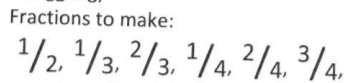 Fractions to make:
1/2, 1/3, 2/3, 1/4, 2/4, 3/4,